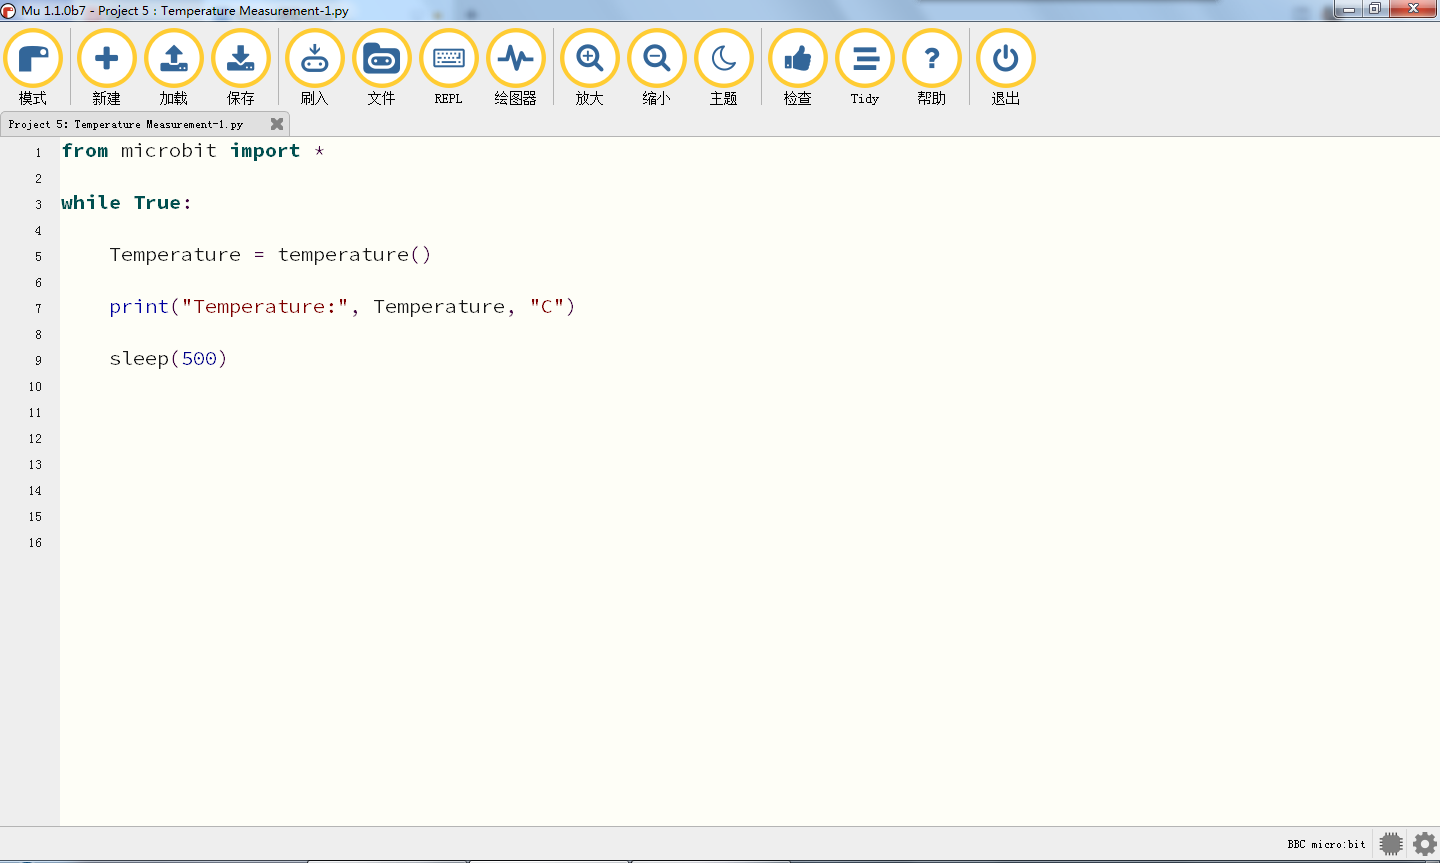 Mu 1.1.0b7 - Project 5 : Temperature Measurement-1.py
模式 新建 加载 保存 刷入 文件 REPL 绘图器 放大 缩小 主题 检查 Tidy 帮助 退出
Project 5: Temperature Measurement-1.py
1 from microbit import *
2
3 while True:
4
5 Temperature = temperature()
6
7 print("Temperature:", Temperature, "C")
8
9 sleep(500)
10
11
12
13
14
15
16
BBC micro:bit